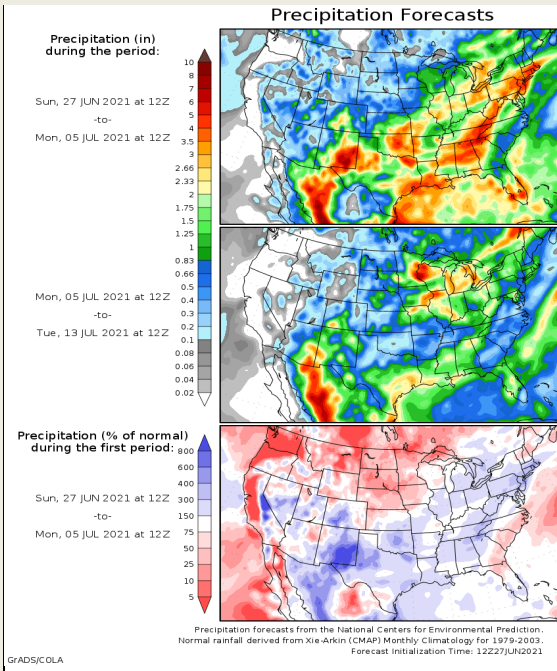 Precipitation Forecasts
Precipitation (in)
during the period:
Sun, 27 JUN 2021 at 12Z
-to-
Mon, 05 JUL 2021 at 12Z
10
8
7
6
5
4
3.5
3
2.66
2.33
2
1.75
1.5
1.25
1
0.83
0.66
0.5
0.4
0.3
0.2
0.1
0.08
0.06
0.04
0.02
Mon, 05 JUL 2021 at 12Z
-to-
Tue, 13 JUL 2021 at 12Z
Precipitation (% of normal)
during the first period:
Sun, 27 JUN 2021 at 12Z
-to-
Mon, 05 JUL 2021 at 12Z
800
600
400
300
150
75
50
25
10
5
Precipitation forecasts from the National Centers for Environmental Prediction.
Normal rainfall derived from Xie-Arkin (CMAP) Monthly Climatology for 1979-2003.
Forecast Initialization Time: 12Z27JUN2021
GrADS/COLA